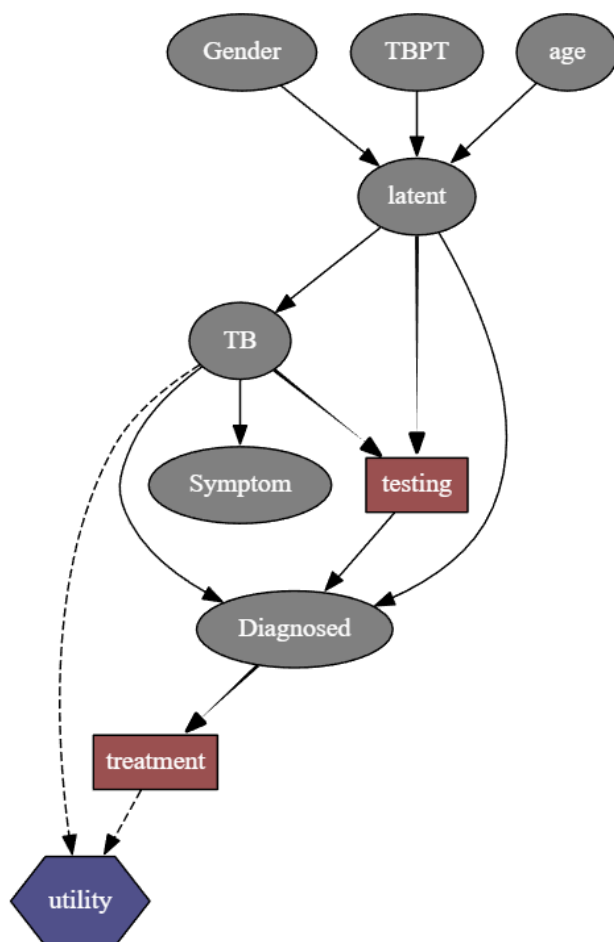 Gender
TBPT
age
latent
TB
Symptom
testing
Diagnosed
treatment
utility